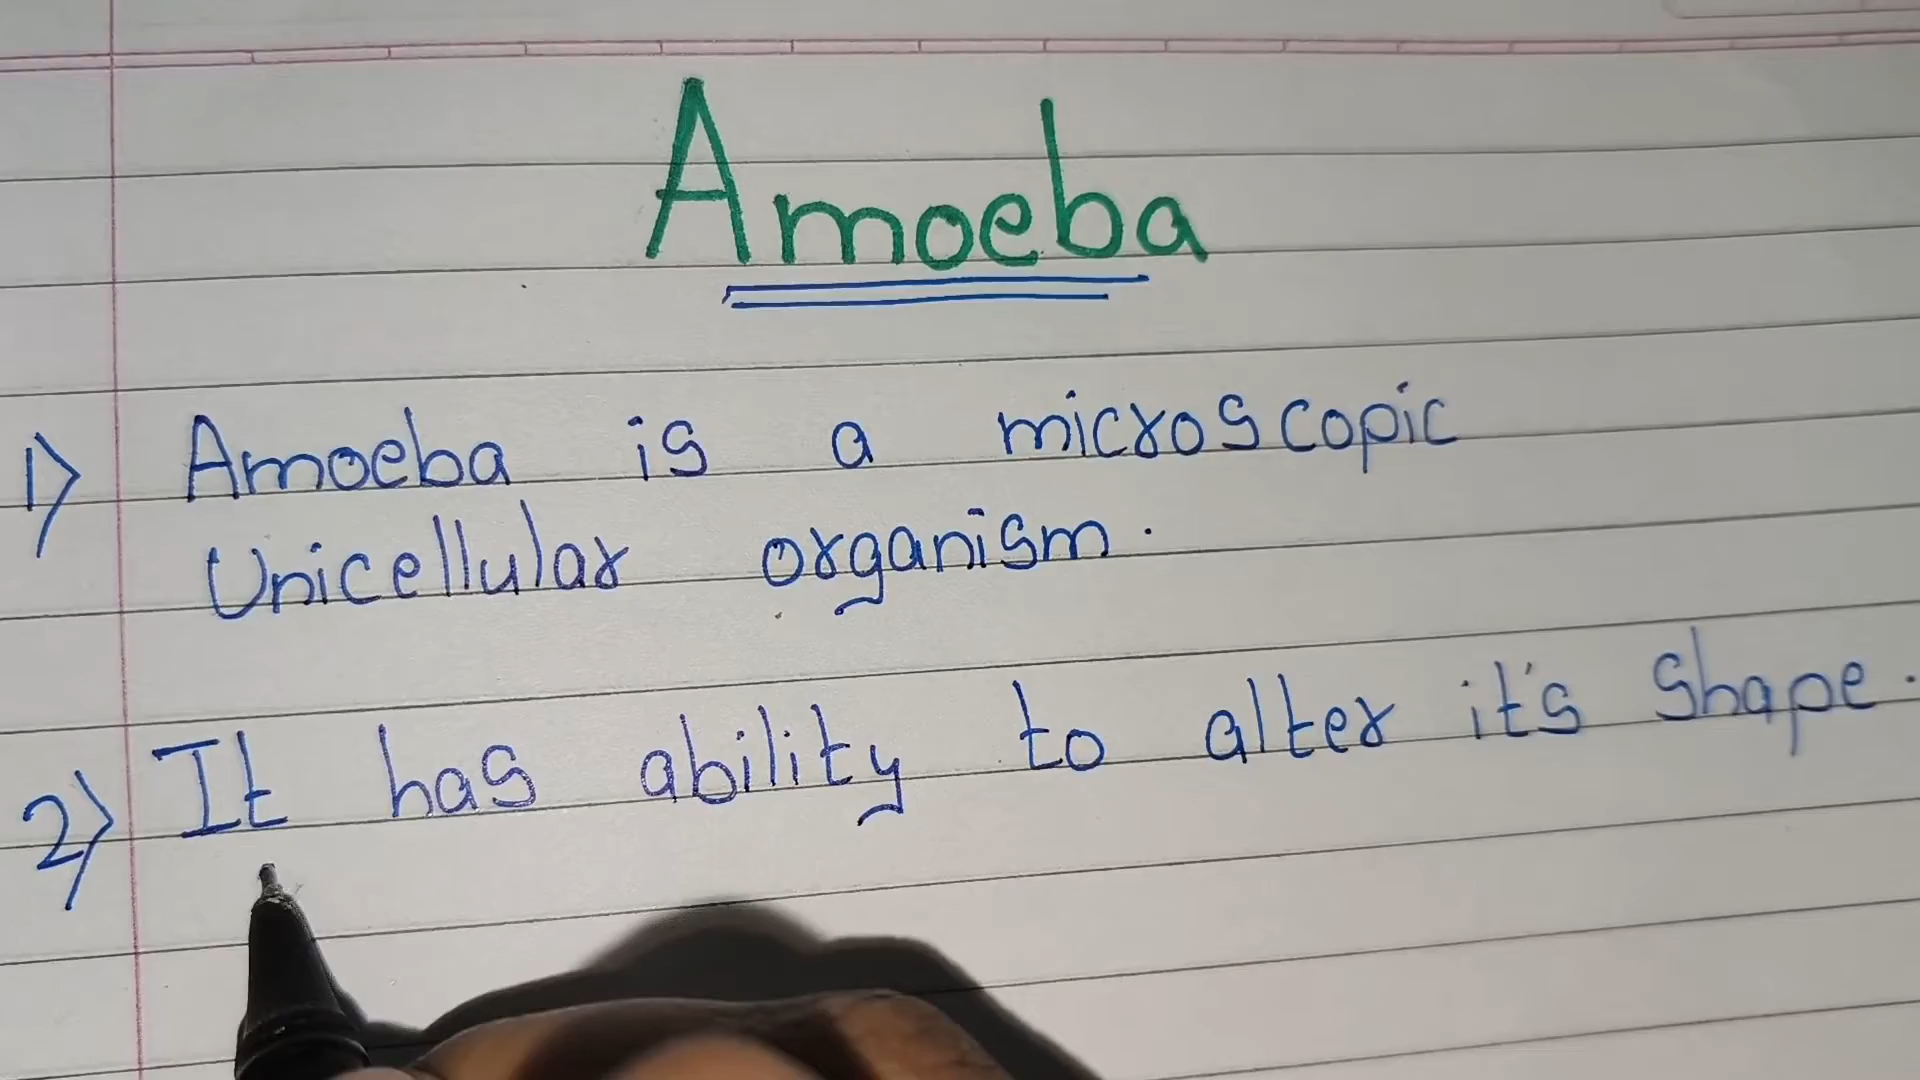 Amoeba
1) Amoeba is a microscopic
Unicellular organism.
2) It has ability to alter it's shape.